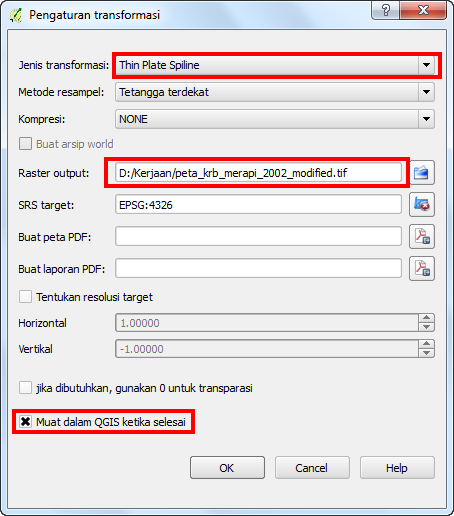 Pengaturan transformasi
?
Jenis transformasi: Thin Plate Spiline
Metode resampel: Tetangga terdekat
Kompresi: NONE
Buat arsip world
Raster output: D:/Kerjaan/peta_krb_merapi_2002_modified.tif
SRS target: EPSG:4326
Buat peta PDF:
Buat laporan PDF:
Tentukan resolusi target
Horizontal 1.00000
Vertikal -1.00000
jika dibutuhkan, gunakan 0 untuk transparasi
Muat dalam QGIS ketika selesai
OK Cancel Help